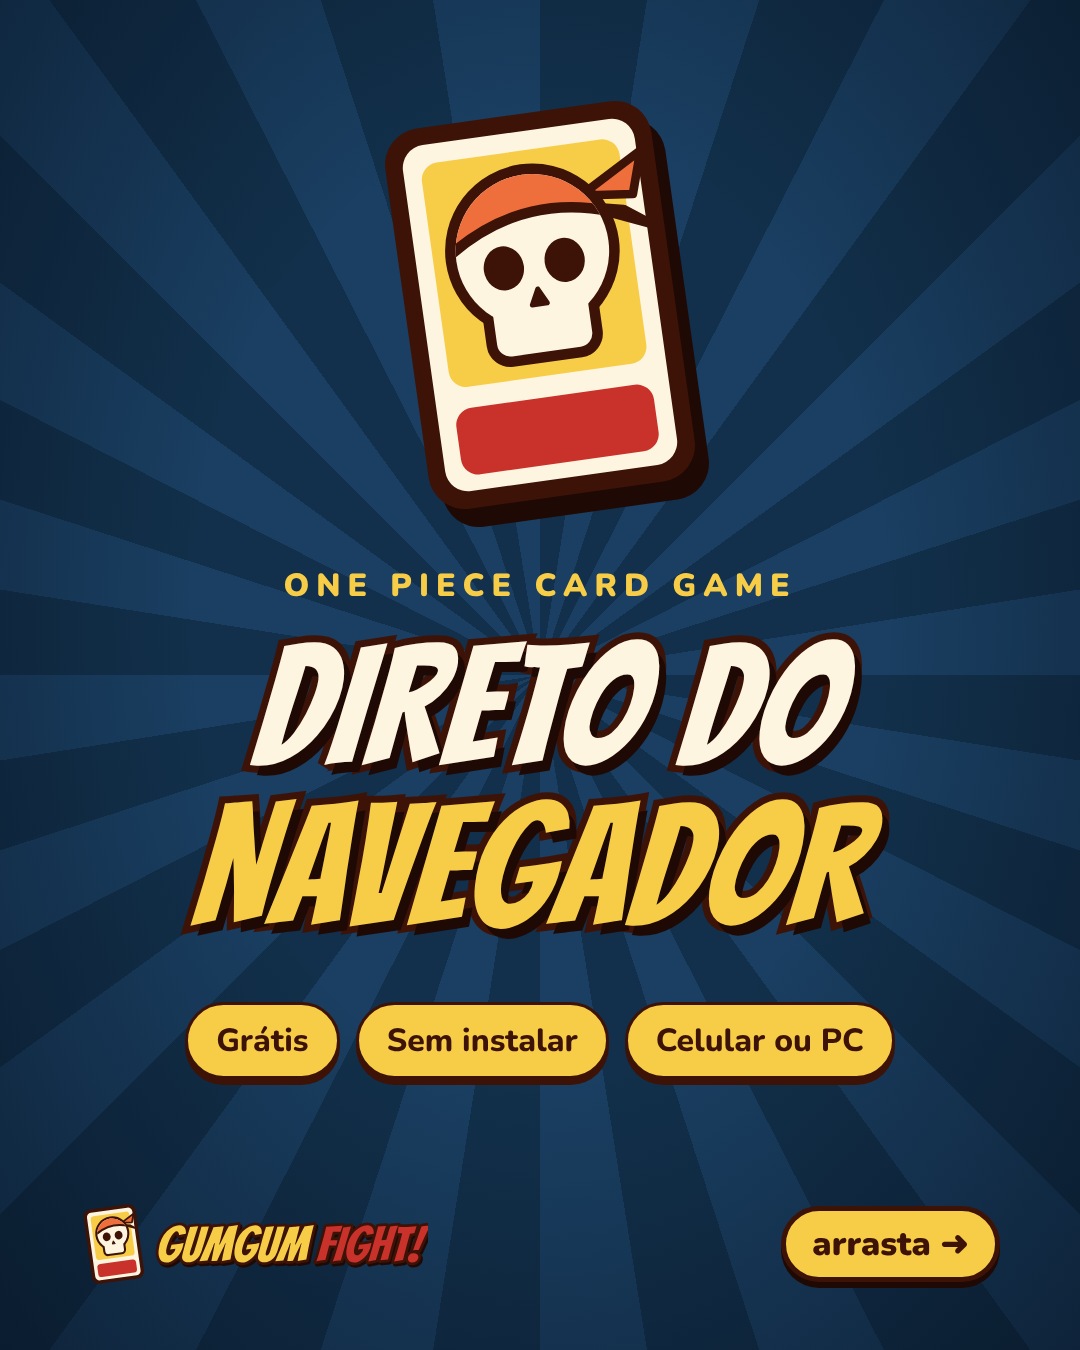 ONE PIECE CARD GAME
DIRETO DO
NAVEGADOR
Grátis
Sem instalar
Celular ou PC
GUMGUM FIGHT!
arrasta →